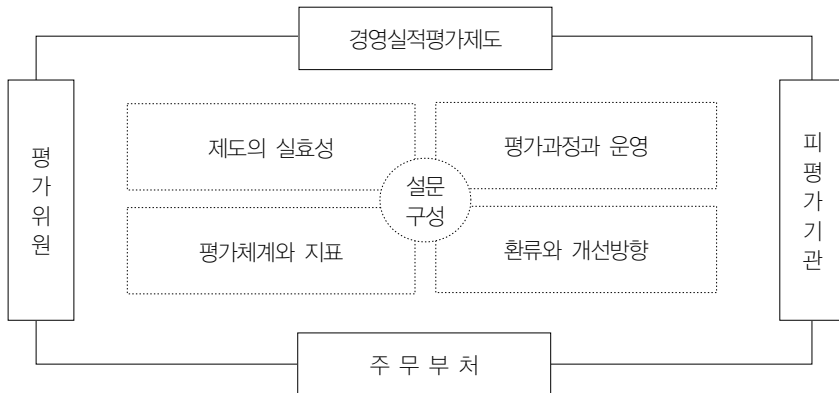 경영실적평가제도
평가위원
제도의 실효성
평가과정과 운영
설문
구성
평가체계와 지표
환류와 개선방향
피평가기관
주 무 부 처